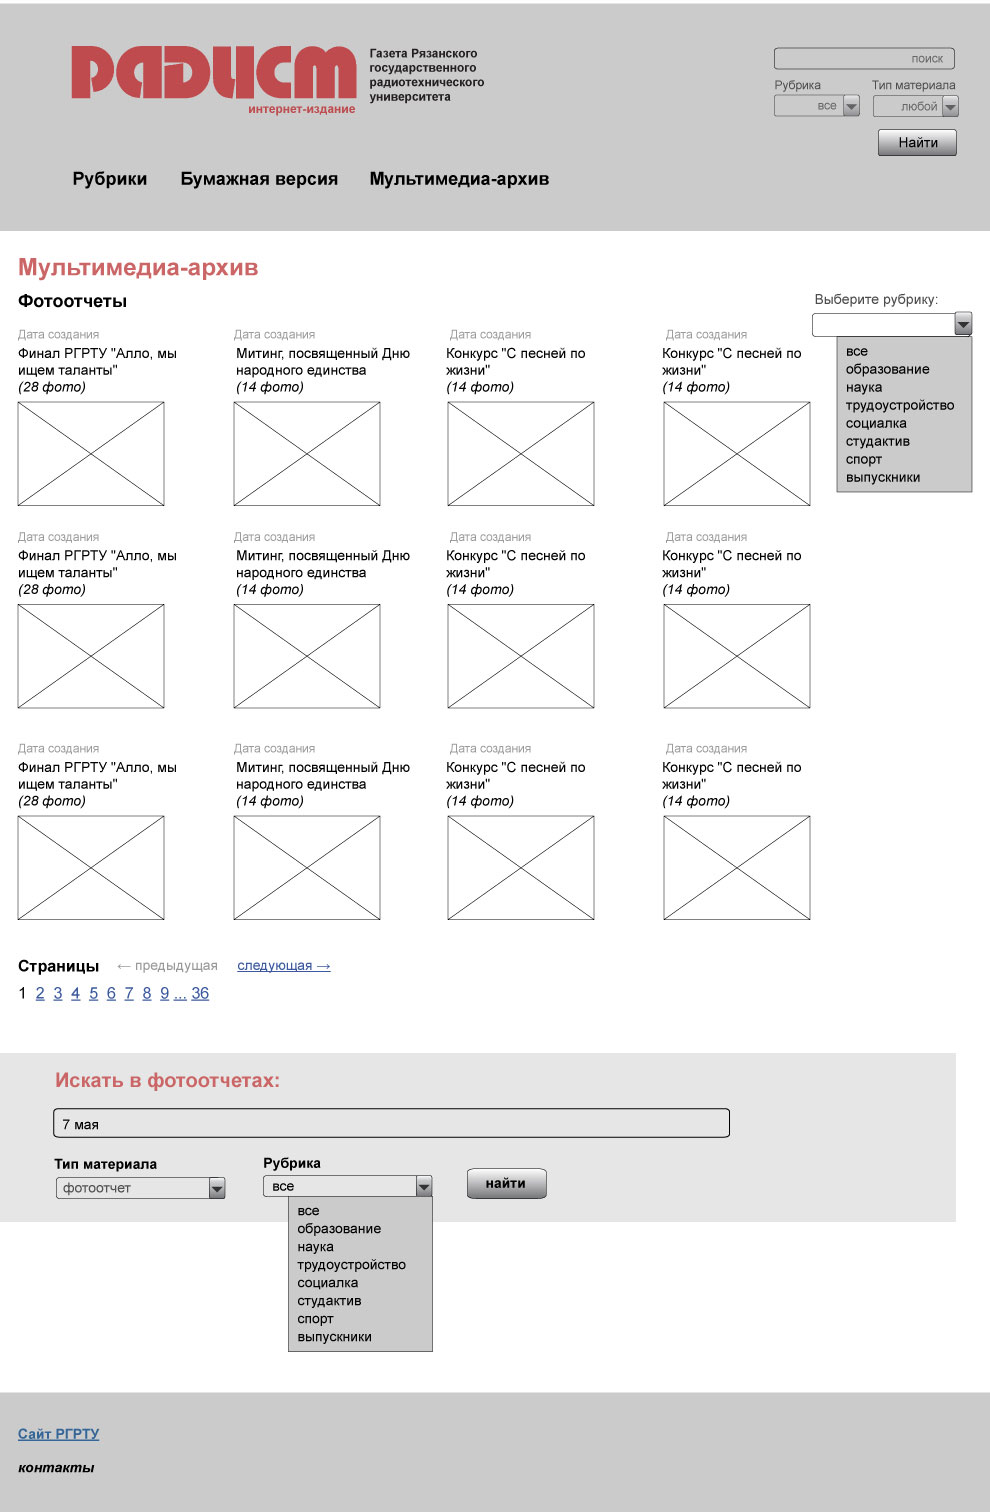 Радист
интернет-издание
Газета Рязанского
государственного
радиотехнического
университета
поиск
Рубрика
Тип материала
все
любой
Найти
Рубрики
Бумажная версия
Мультимедиа-архив
Мультимедиа-архив
Фотоотчеты
Выберите рубрику:
все
образование
наука
трудоустройство
социалка
студактив
спорт
выпускники
Дата создания
Финал РГРТУ "Алло, мы
ищем таланты"
(28 фото)
Дата создания
Митинг, посвященный Дню
народного единства
(14 фото)
Дата создания
Конкурс "С песней по
жизни"
(14 фото)
Дата создания
Конкурс "С песней по
жизни"
(14 фото)
Дата создания
Финал РГРТУ "Алло, мы
ищем таланты"
(28 фото)
Дата создания
Митинг, посвященный Дню
народного единства
(14 фото)
Дата создания
Конкурс "С песней по
жизни"
(14 фото)
Дата создания
Конкурс "С песней по
жизни"
(14 фото)
Дата создания
Финал РГРТУ "Алло, мы
ищем таланты"
(28 фото)
Дата создания
Митинг, посвященный Дню
народного единства
(14 фото)
Дата создания
Конкурс "С песней по
жизни"
(14 фото)
Дата создания
Конкурс "С песней по
жизни"
(14 фото)
Страницы ← предыдущая следующая →
1 2 3 4 5 6 7 8 9 ... 36
Искать в фотоотчетах:
7 мая
Тип материала
фотоотчет
Рубрика
все
найти
все
образование
наука
трудоустройство
социалка
студактив
спорт
выпускники
Сайт РГРТУ
контакты